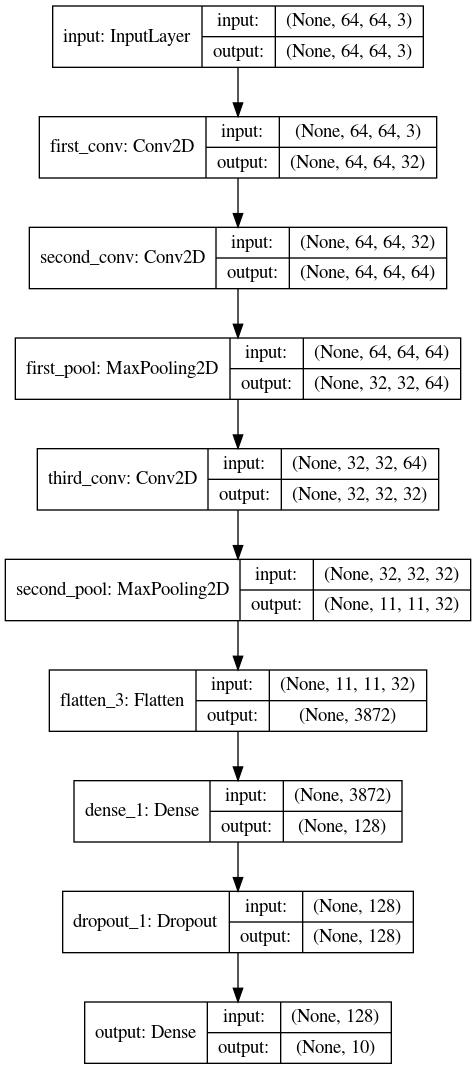 input: InputLayer
input: (None, 64, 64, 3)
output: (None, 64, 64, 3)
first_conv: Conv2D
input: (None, 64, 64, 3)
output: (None, 64, 64, 32)
second_conv: Conv2D
input: (None, 64, 64, 32)
output: (None, 64, 64, 64)
first_pool: MaxPooling2D
input: (None, 64, 64, 64)
output: (None, 32, 32, 64)
third_conv: Conv2D
input: (None, 32, 32, 64)
output: (None, 32, 32, 32)
second_pool: MaxPooling2D
input: (None, 32, 32, 32)
output: (None, 11, 11, 32)
flatten_3: Flatten
input: (None, 11, 11, 32)
output: (None, 3872)
dense_1: Dense
input: (None, 3872)
output: (None, 128)
dropout_1: Dropout
input: (None, 128)
output: (None, 128)
output: Dense
input: (None, 128)
output: (None, 10)